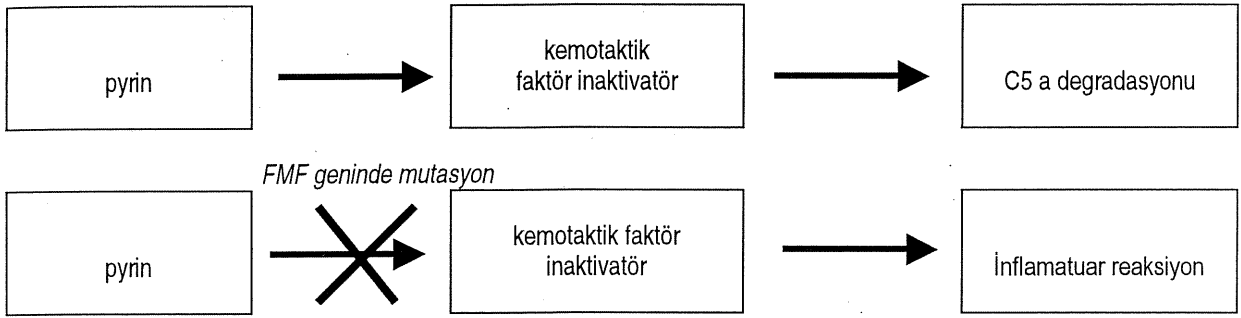 pyrin
kemotaktik
faktör inaktivatör
C5 a degradasyonu
FMF geninde mutasyon
pyrin
kemotaktik faktör
inaktivatör
İnflamatuar reaksiyon